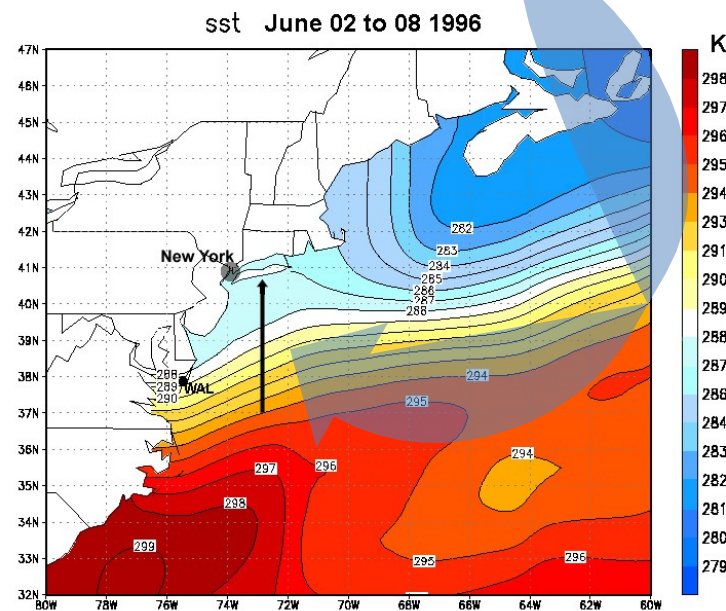 sst June 02 to 08 1996
K
47N
46N
45N
44N
43N
42N
41N
40N
39N
38N
37N
36N
35N
34N
33N
32N
80W
78W
76W
74W
72W
70W
68W
66W
64W
62W
60W
298
297
296
295
294
293
291
290
289
288
287
286
285
284
283
282
281
280
279
New York
WAL
282
283
284
285
286
287
288
288
289
290
294
295
297
296
294
298
299
295
296